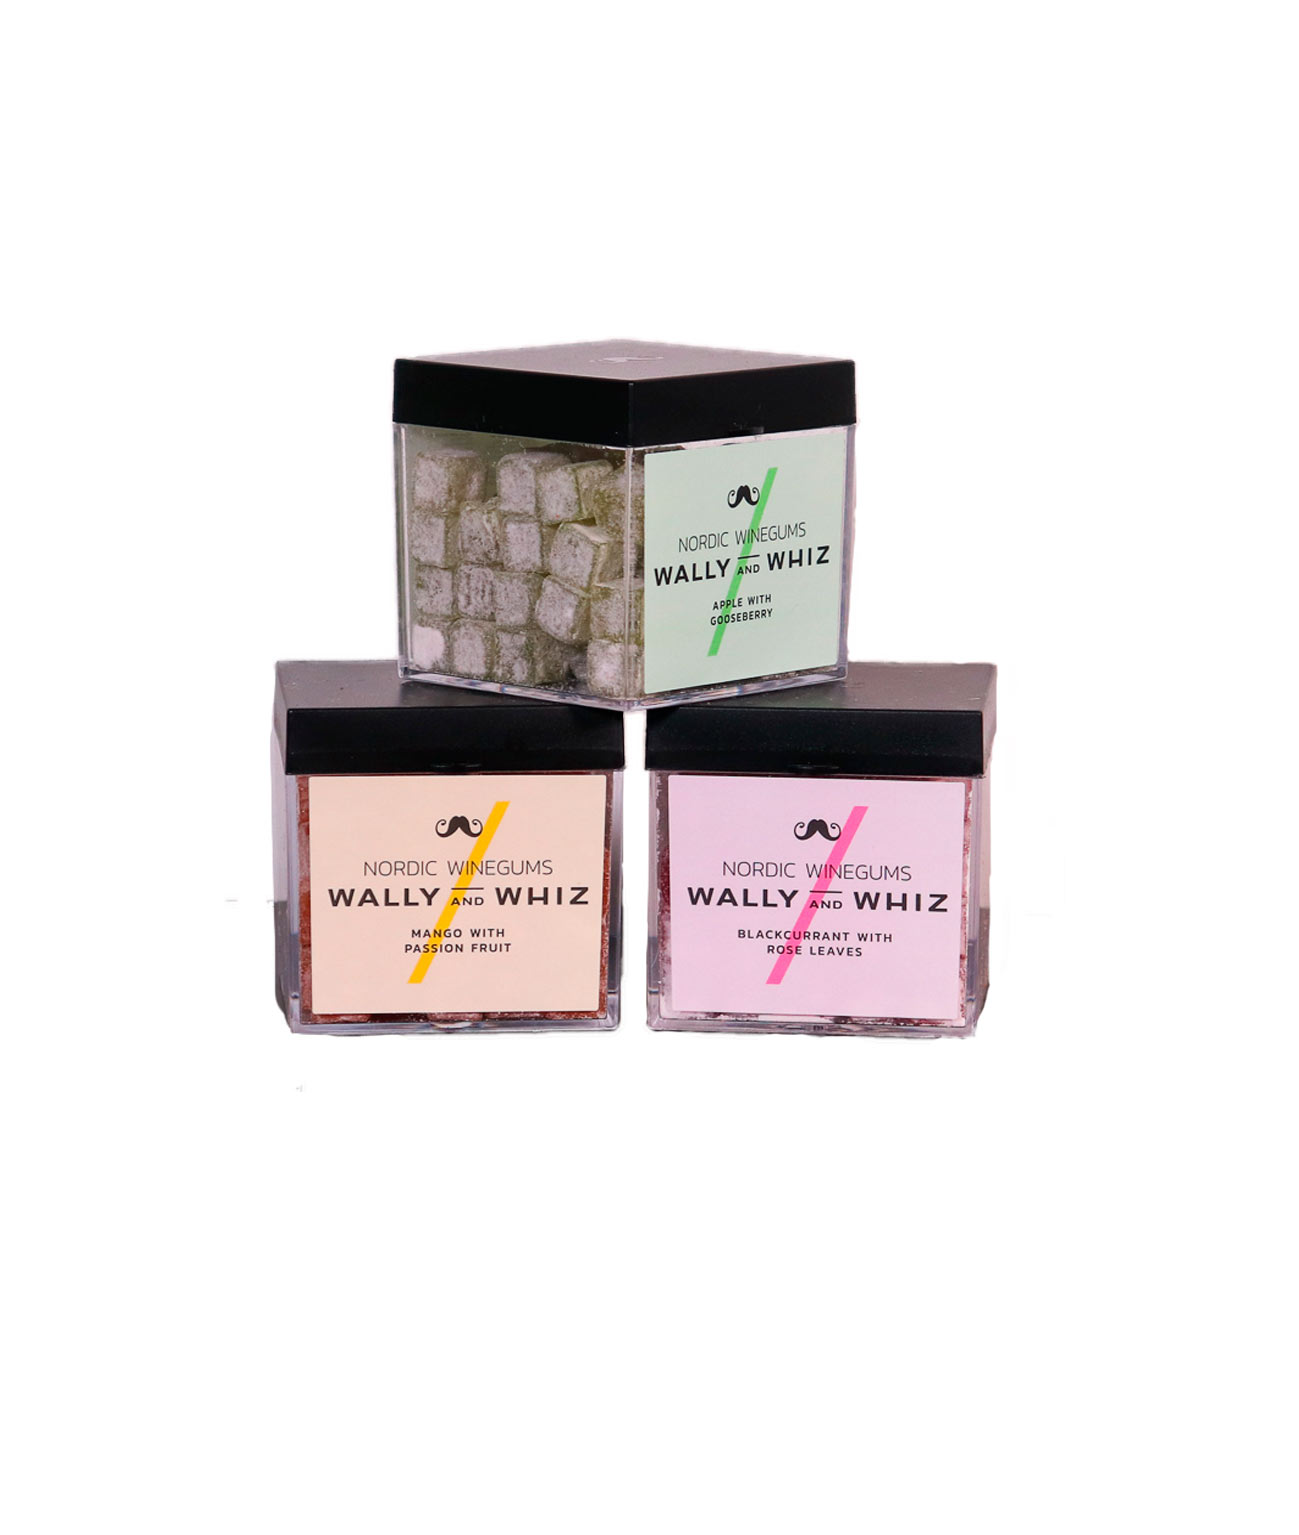 NORDIC WINEGUMS
WALLY AND WHIZ
APPLE WITH
GOOSEBERRY
NORDIC WINEGUMS
WALLY AND WHIZ
MANGO WITH
PASSION FRUIT
NORDIC WINEGUMS
WALLY AND WHIZ
BLACKCURRANT WITH
ROSE LEAVES